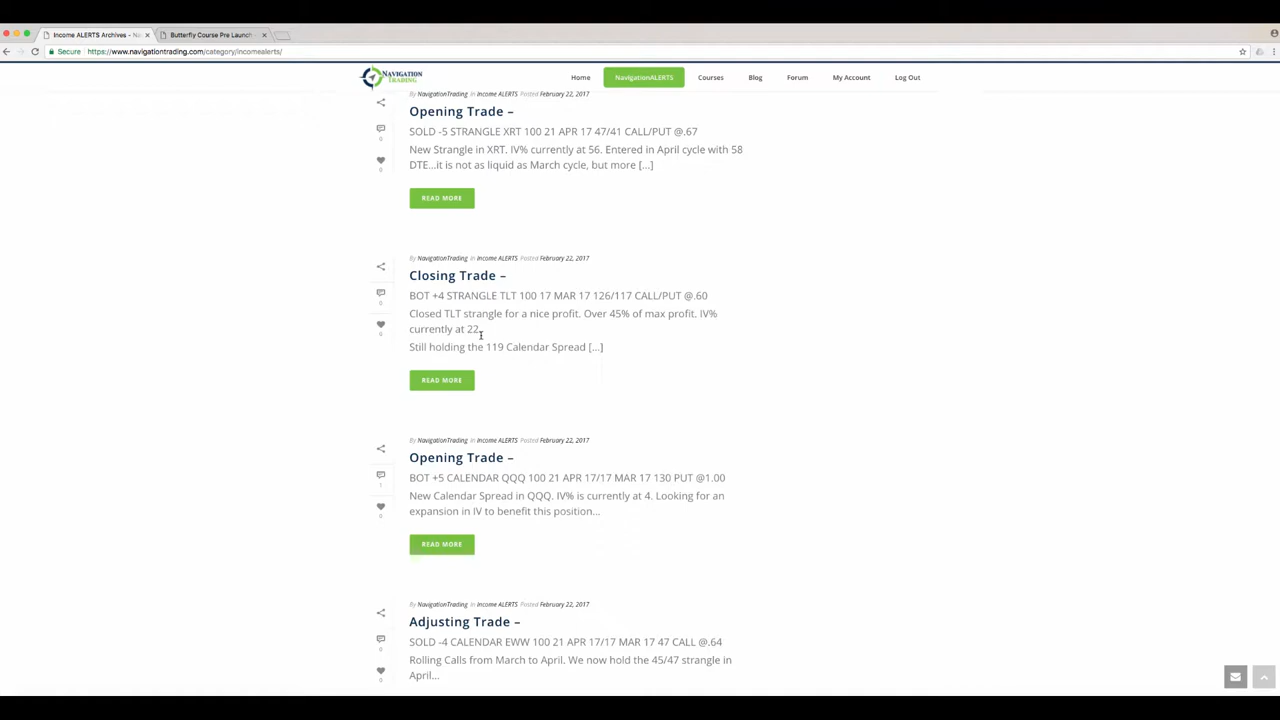 Income ALERTS Archives - Na
Butterfly Course Pre Launch -
Secure
https://www.navigationtrading.com/category/incomealerts/
NAVIGATION
TRADING
Home
NavigationALERTS
Courses
Blog
Forum
My Account
Log Out
By NavigationTrading In Income ALERTS Posted February 22, 2017
Opening Trade –
0
SOLD -5 STRANGLE XRT 100 21 APR 17 47/41 CALL/PUT @.67
New Strangle in XRT. IV% currently at 56. Entered in April cycle with 58
DTE...it is not as liquid as March cycle, but more [...]
0
READ MORE
By NavigationTrading In Income ALERTS Posted February 22, 2017
Closing Trade –
0
BOT +4 STRANGLE TLT 100 17 MAR 17 126/117 CALL/PUT @.60
Closed TLT strangle for a nice profit. Over 45% of max profit. IV%
currently at 22.
0
Still holding the 119 Calendar Spread [...]
READ MORE
By NavigationTrading In Income ALERTS Posted February 22, 2017
Opening Trade –
1
BOT +5 CALENDAR QQQ 100 21 APR 17/17 MAR 17 130 PUT @1.00
New Calendar Spread in QQQ. IV% is currently at 4. Looking for an
expansion in IV to benefit this position...
0
READ MORE
By NavigationTrading In Income ALERTS Posted February 22, 2017
Adjusting Trade –
0
SOLD -4 CALENDAR EWW 100 21 APR 17/17 MAR 17 47 CALL @.64
Rolling Calls from March to April. We now hold the 45/47 strangle in
April...
0